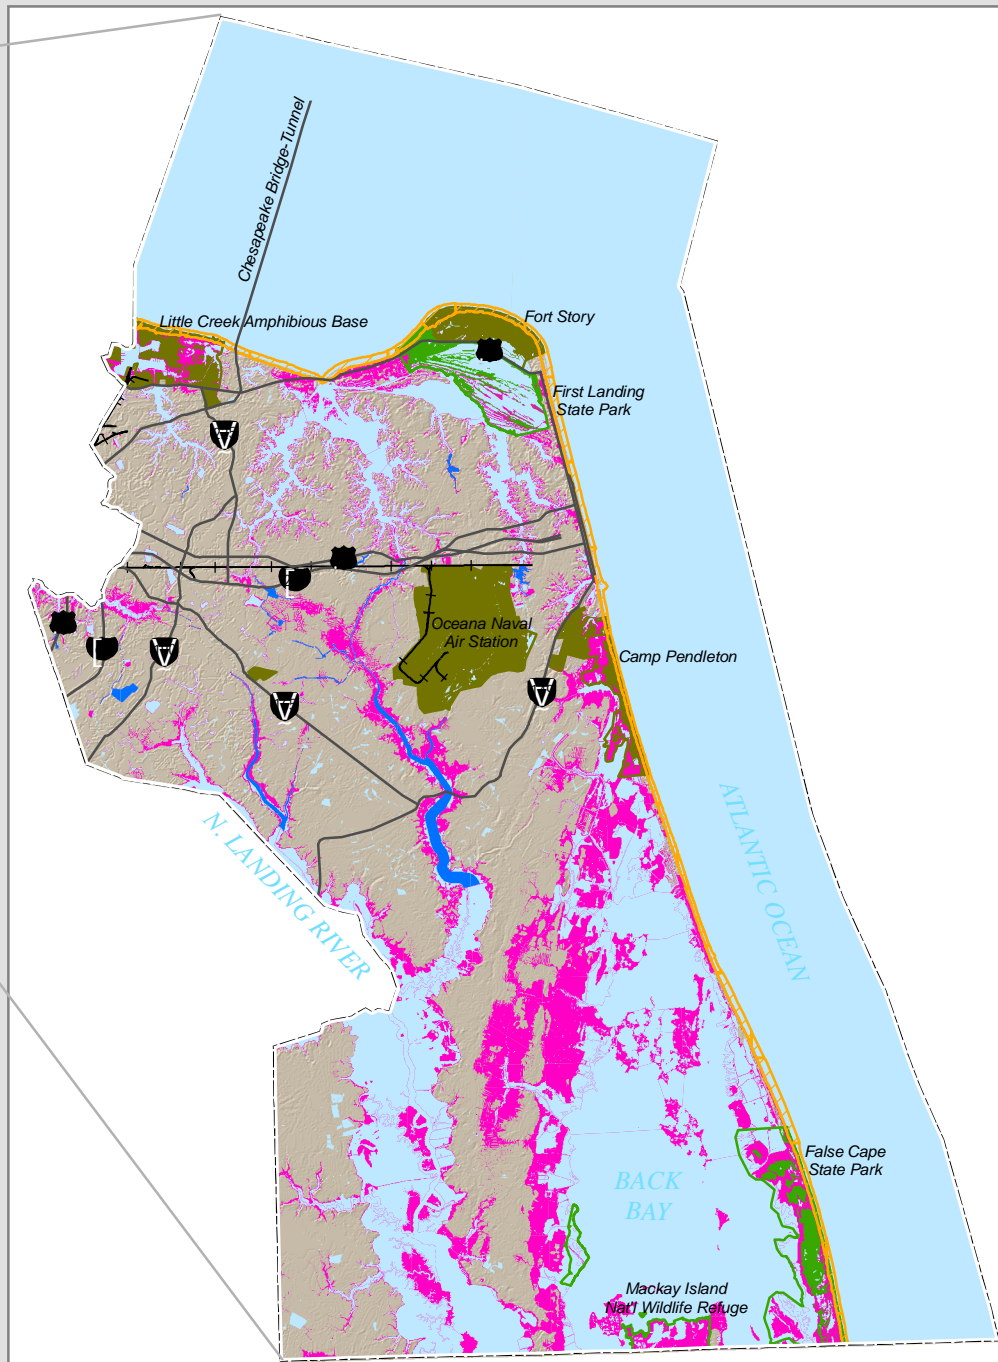 Chesapeake Bridge-Tunnel
Little Creek Amphibious Base
Fort Story
First Landing
State Park
Oceana Naval
Air Station
Camp Pendleton
N. LANDING RIVER
ATLANTIC OCEAN
False Cape
State Park
BACK
BAY
Mackay Island
Nat'l Wildlife Refuge